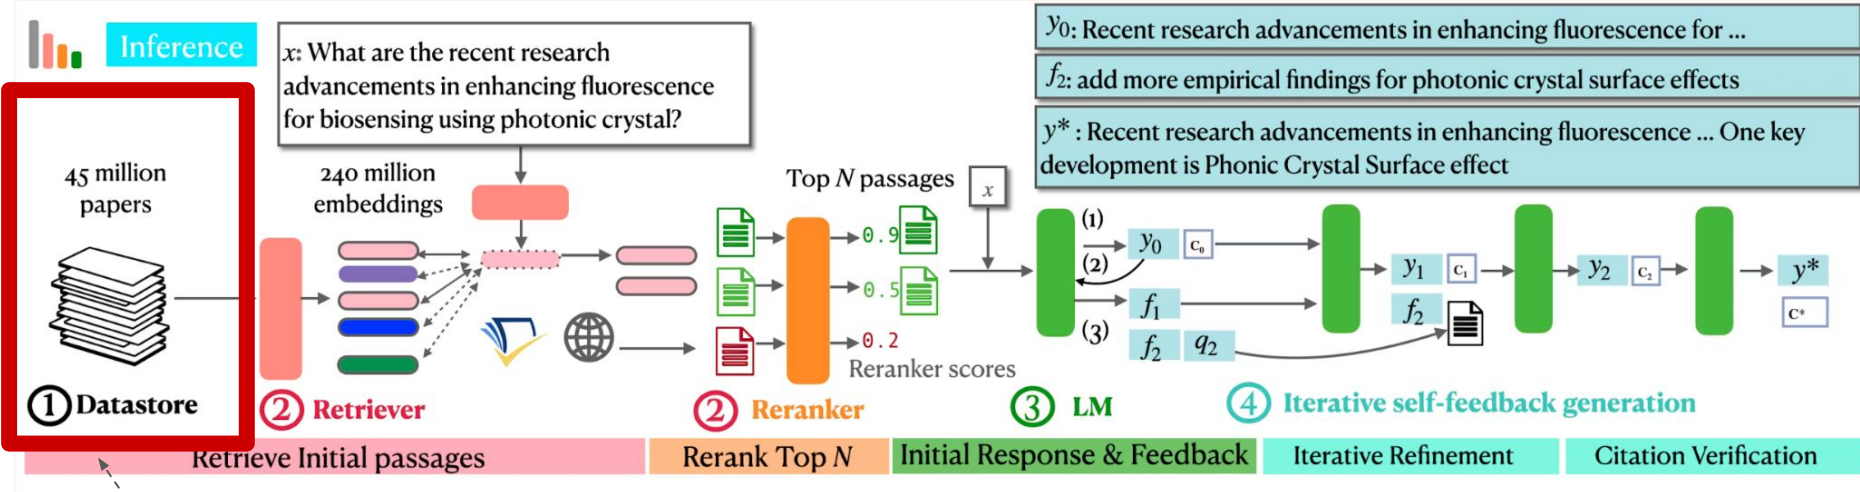 Inference
x: What are the recent research
advancements in enhancing fluorescence
for biosensing using photonic crystal?
y0: Recent research advancements in enhancing fluorescence for ...
f2: add more empirical findings for photonic crystal surface effects
y* : Recent research advancements in enhancing fluorescence ... One key
development is Phonic Crystal Surface effect
45 million
papers
240 million
embeddings
Top N passages
x
0.9
0.5
0.2
Reranker scores
(1)
y0 c0
(2)
f1
(3)
f2 q2
y1 c1
f2
y2 c2
y*
c*
1 Datastore
2 Retriever
2 Reranker
3 LM
4 Iterative self-feedback generation
Retrieve Initial passages
Rerank Top N
Initial Response & Feedback
Iterative Refinement
Citation Verification